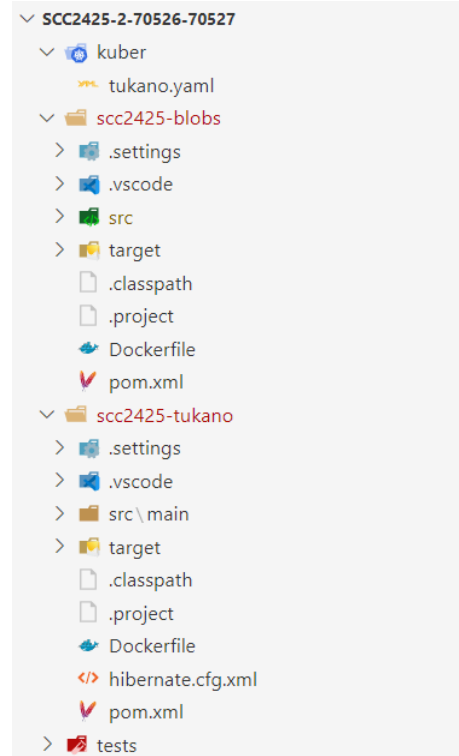 SCC2425-2-70526-70527
kuber
tukano.yaml
scc2425-blobs
.settings
.vscode
src
target
.classpath
.project
Dockerfile
pom.xml
scc2425-tukano
.settings
.vscode
src\main
target
.classpath
.project
Dockerfile
hibernate.cfg.xml
pom.xml
tests